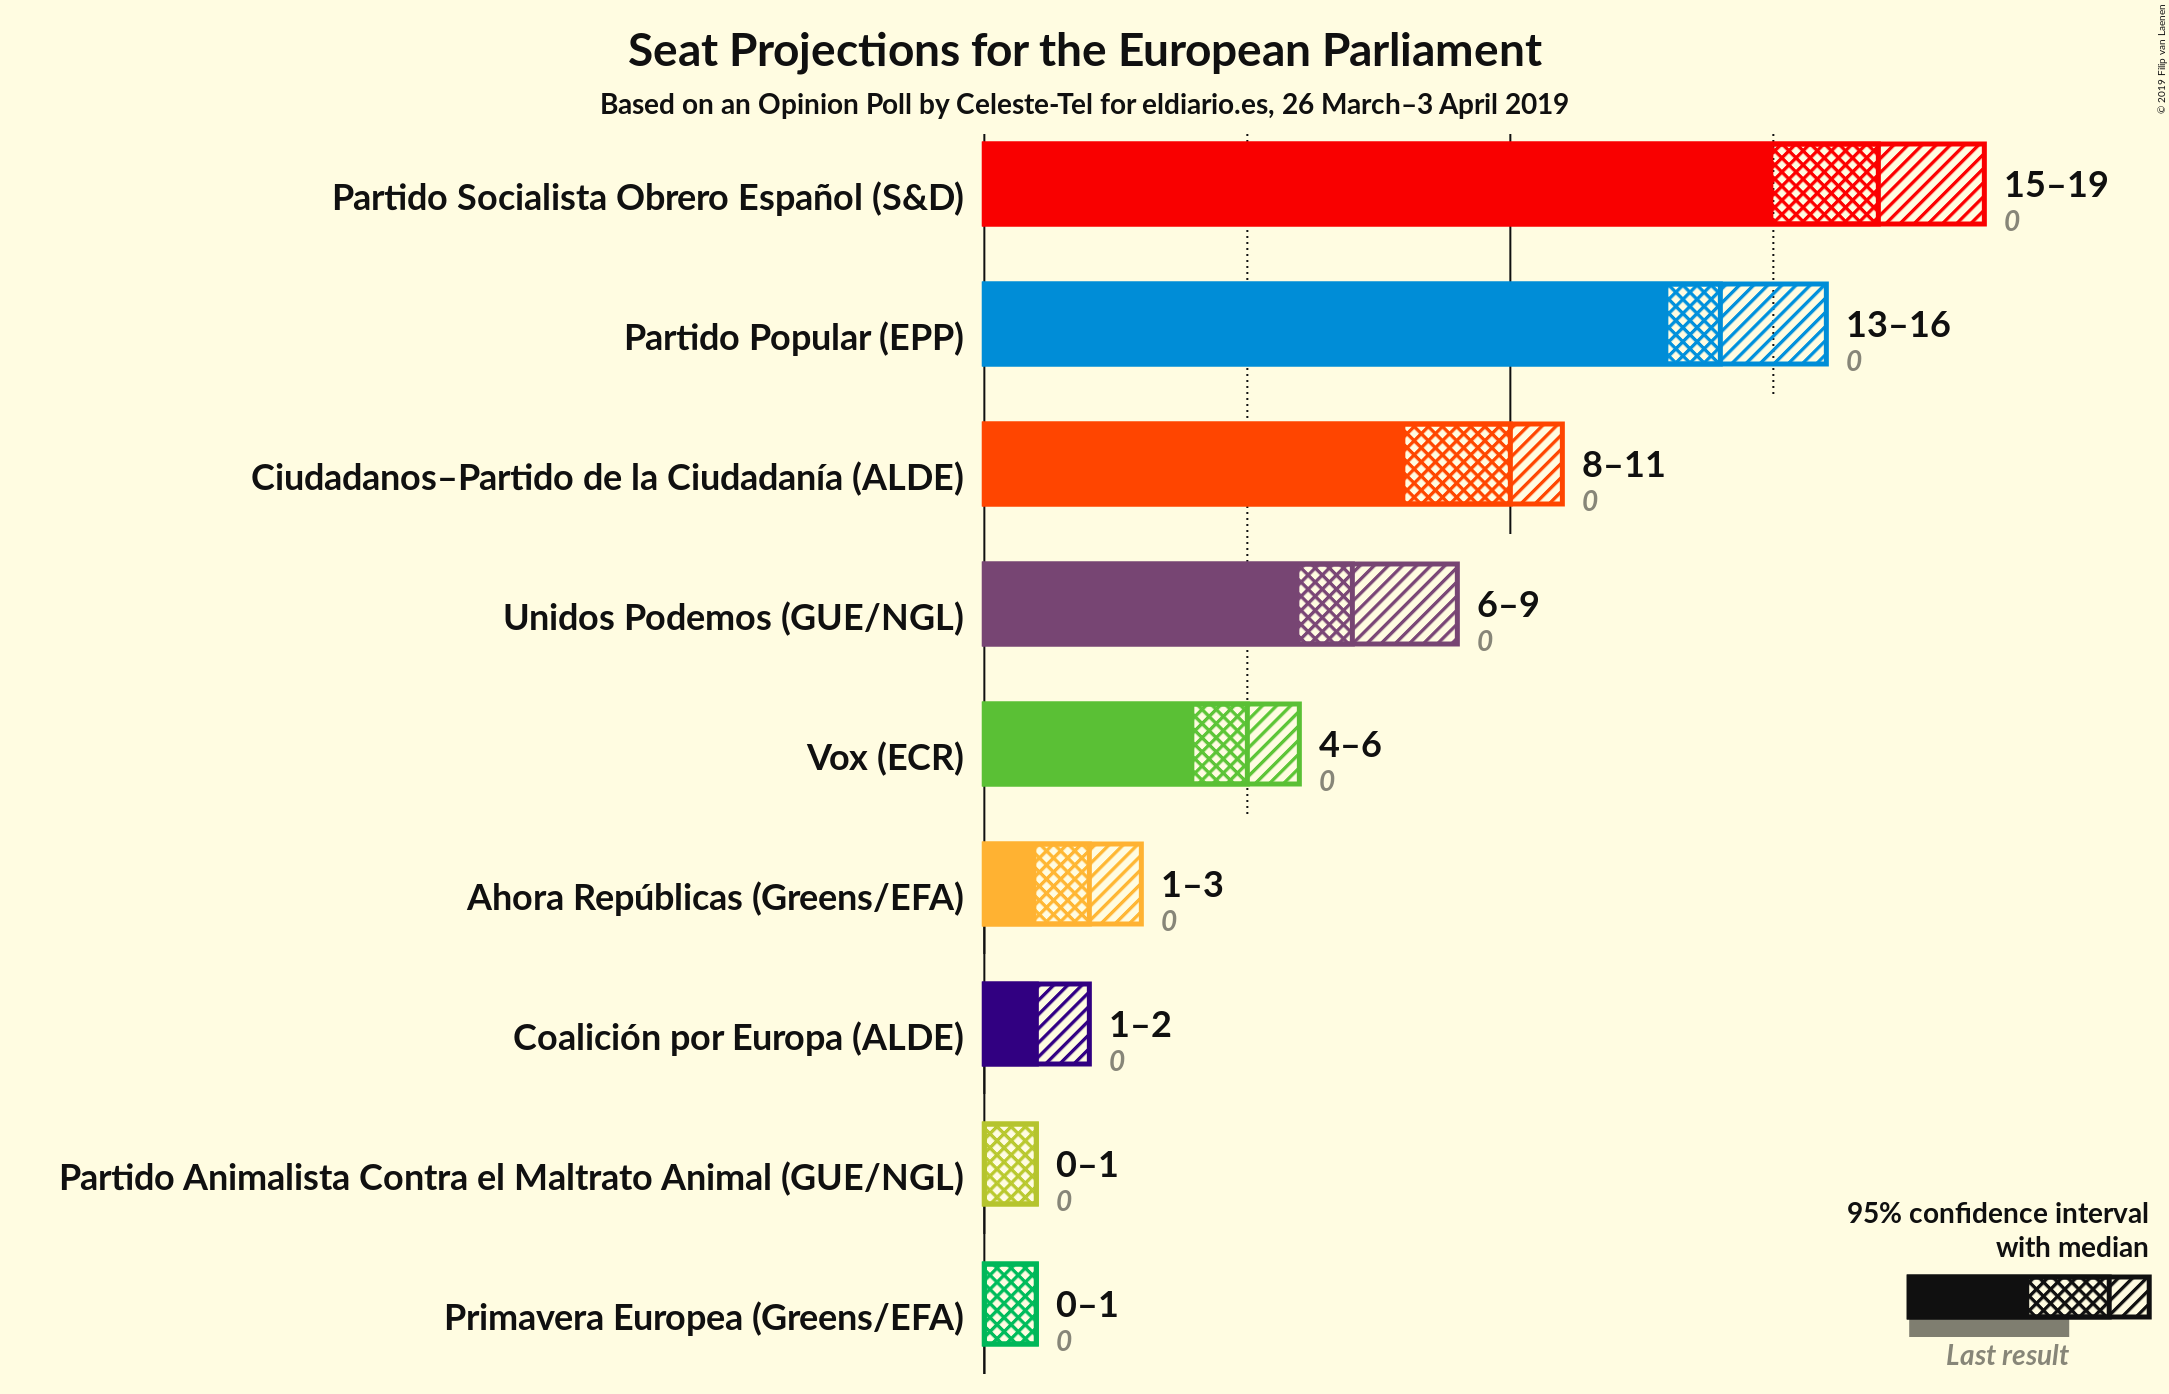 Seat Projections for the European Parliament
Based on an Opinion Poll by Celeste-Tel for eldiario.es, 26 March–3 April 2019
© 2019 Filip van Laenen
Partido Socialista Obrero Español (S&D)
15–19
0
Partido Popular (EPP)
13–16
0
Ciudadanos–Partido de la Ciudadanía (ALDE)
8–11
0
Unidos Podemos (GUE/NGL)
6–9
0
Vox (ECR)
4–6
0
Ahora Repúblicas (Greens/EFA)
1–3
0
Coalición por Europa (ALDE)
1–2
0
Partido Animalista Contra el Maltrato Animal (GUE/NGL)
0–1
0
Primavera Europea (Greens/EFA)
0–1
0
95% confidence interval
with median
Last result